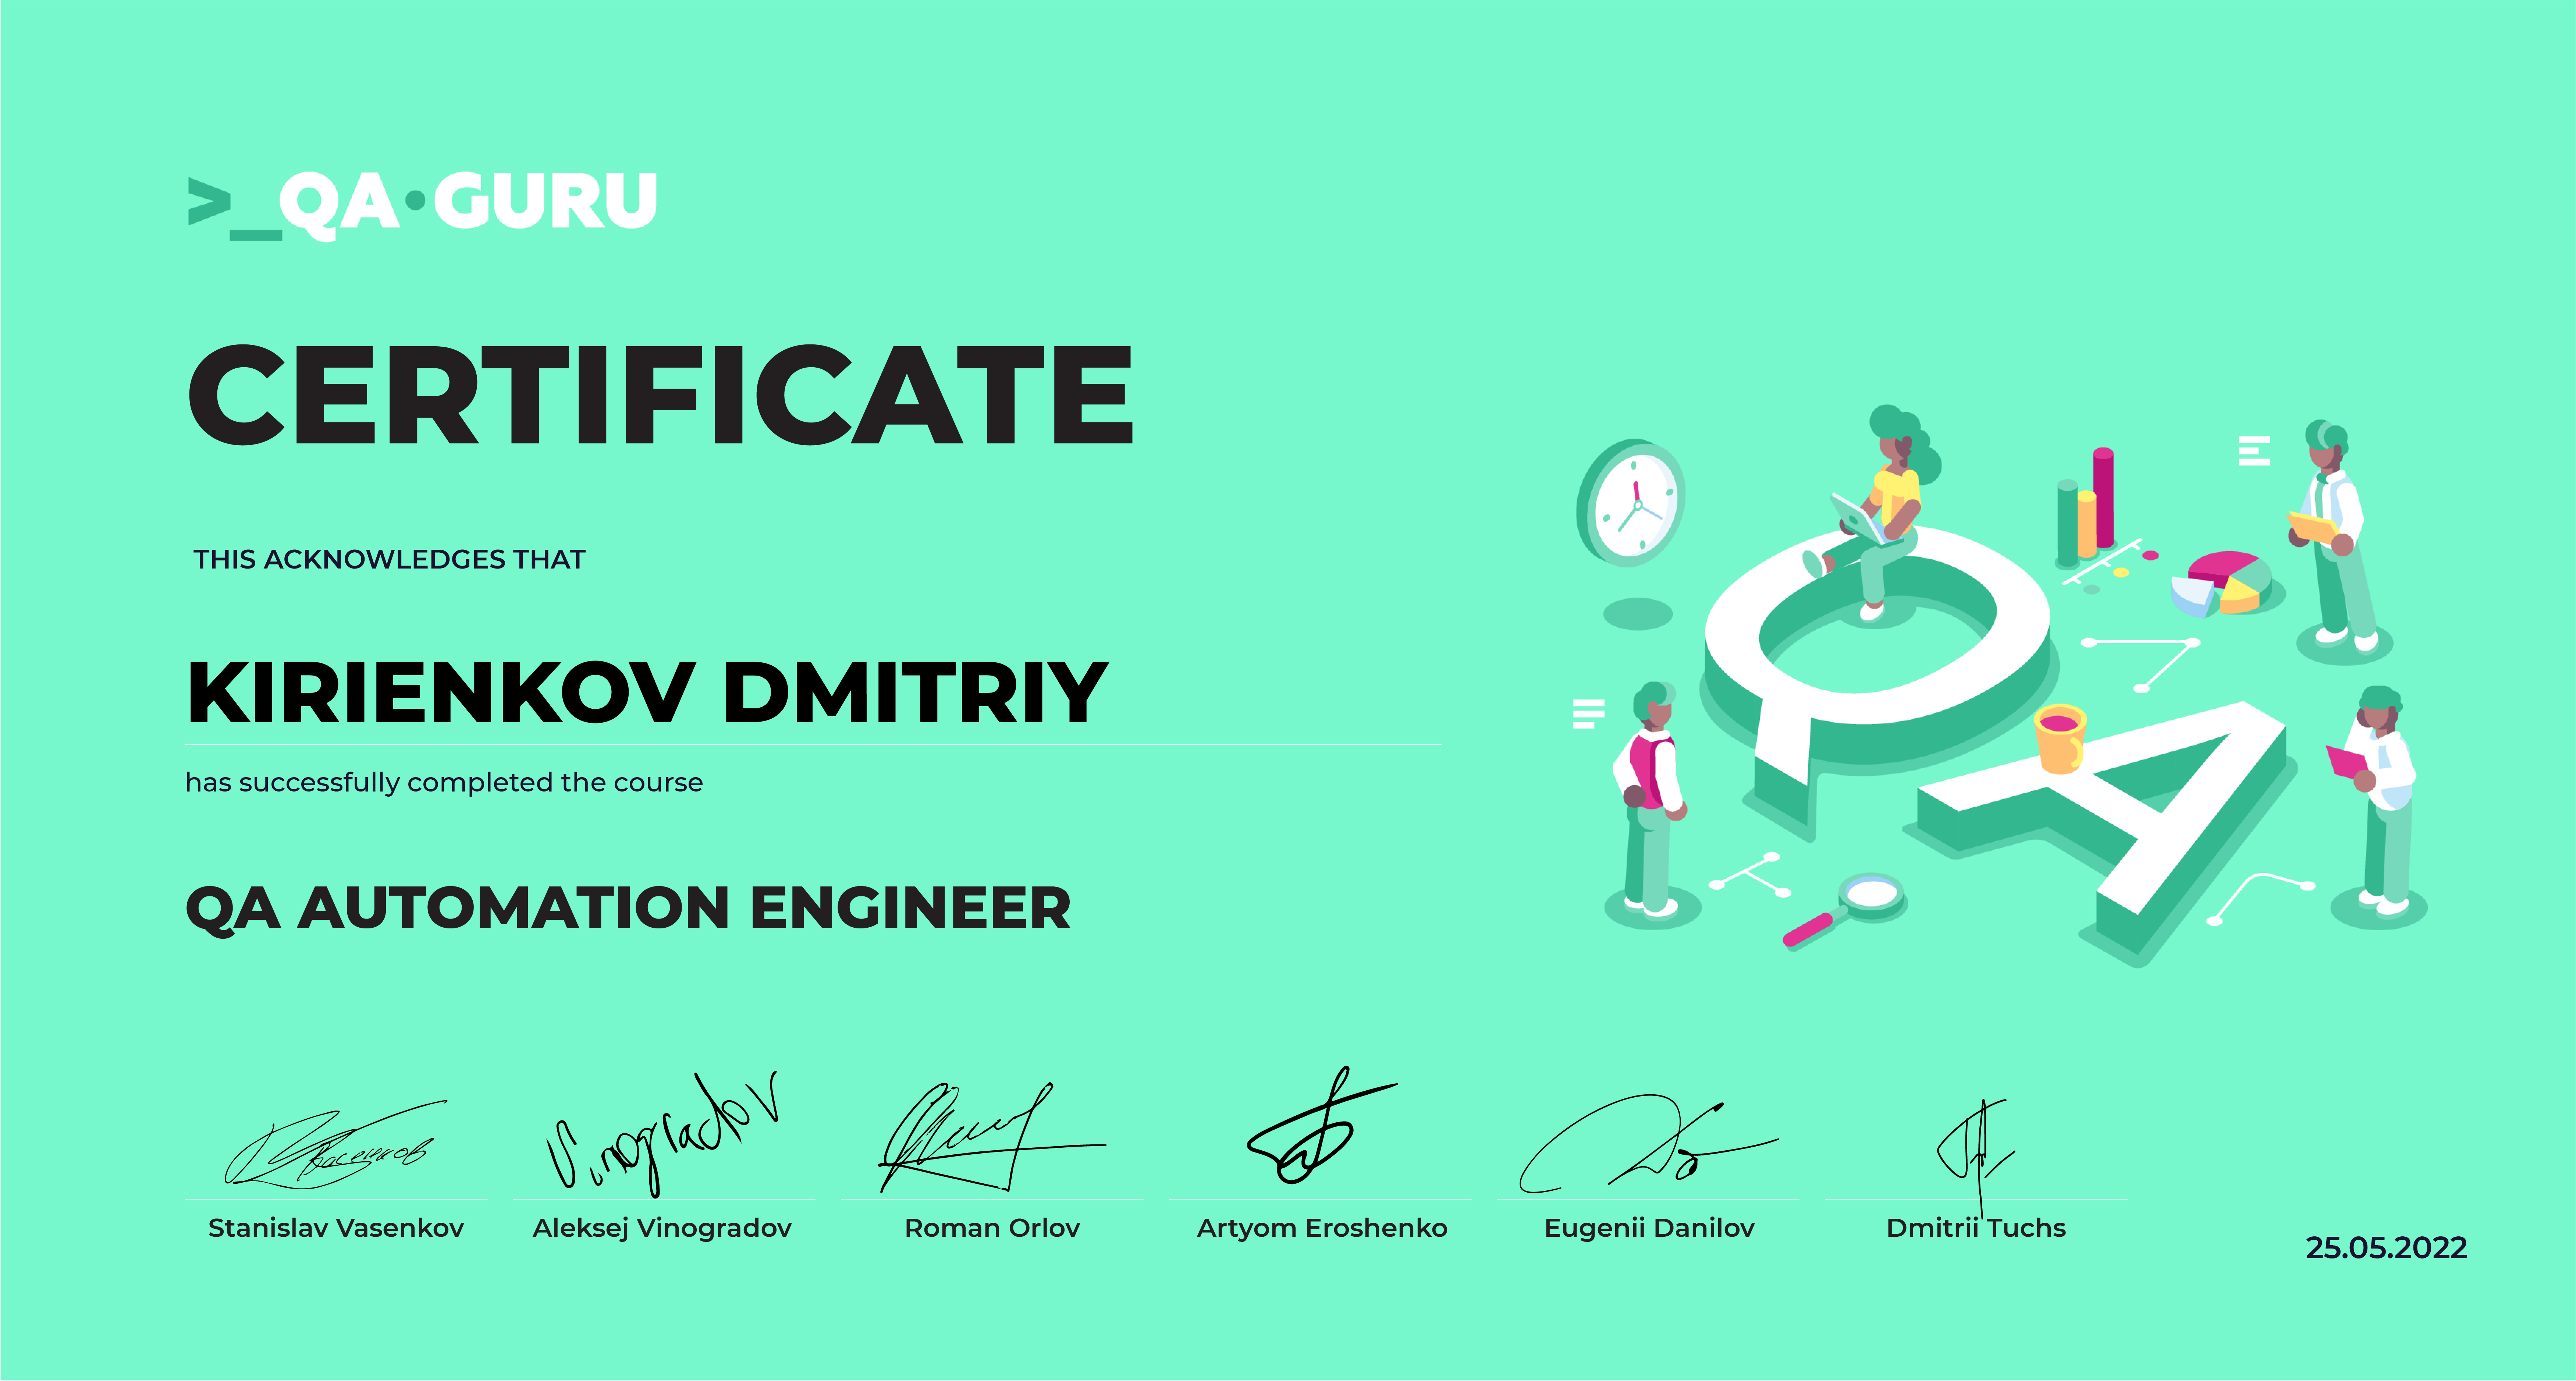 >_QA•GURU
CERTIFICATE
THIS ACKNOWLEDGES THAT
KIRIENKOV DMITRIY
has successfully completed the course
QA AUTOMATION ENGINEER
QA
Vinogradov
Stanislav Vasenkov
Aleksej Vinogradov
Roman Orlov
Artyom Eroshenko
Eugenii Danilov
Dmitrii Tuchs
25.05.2022